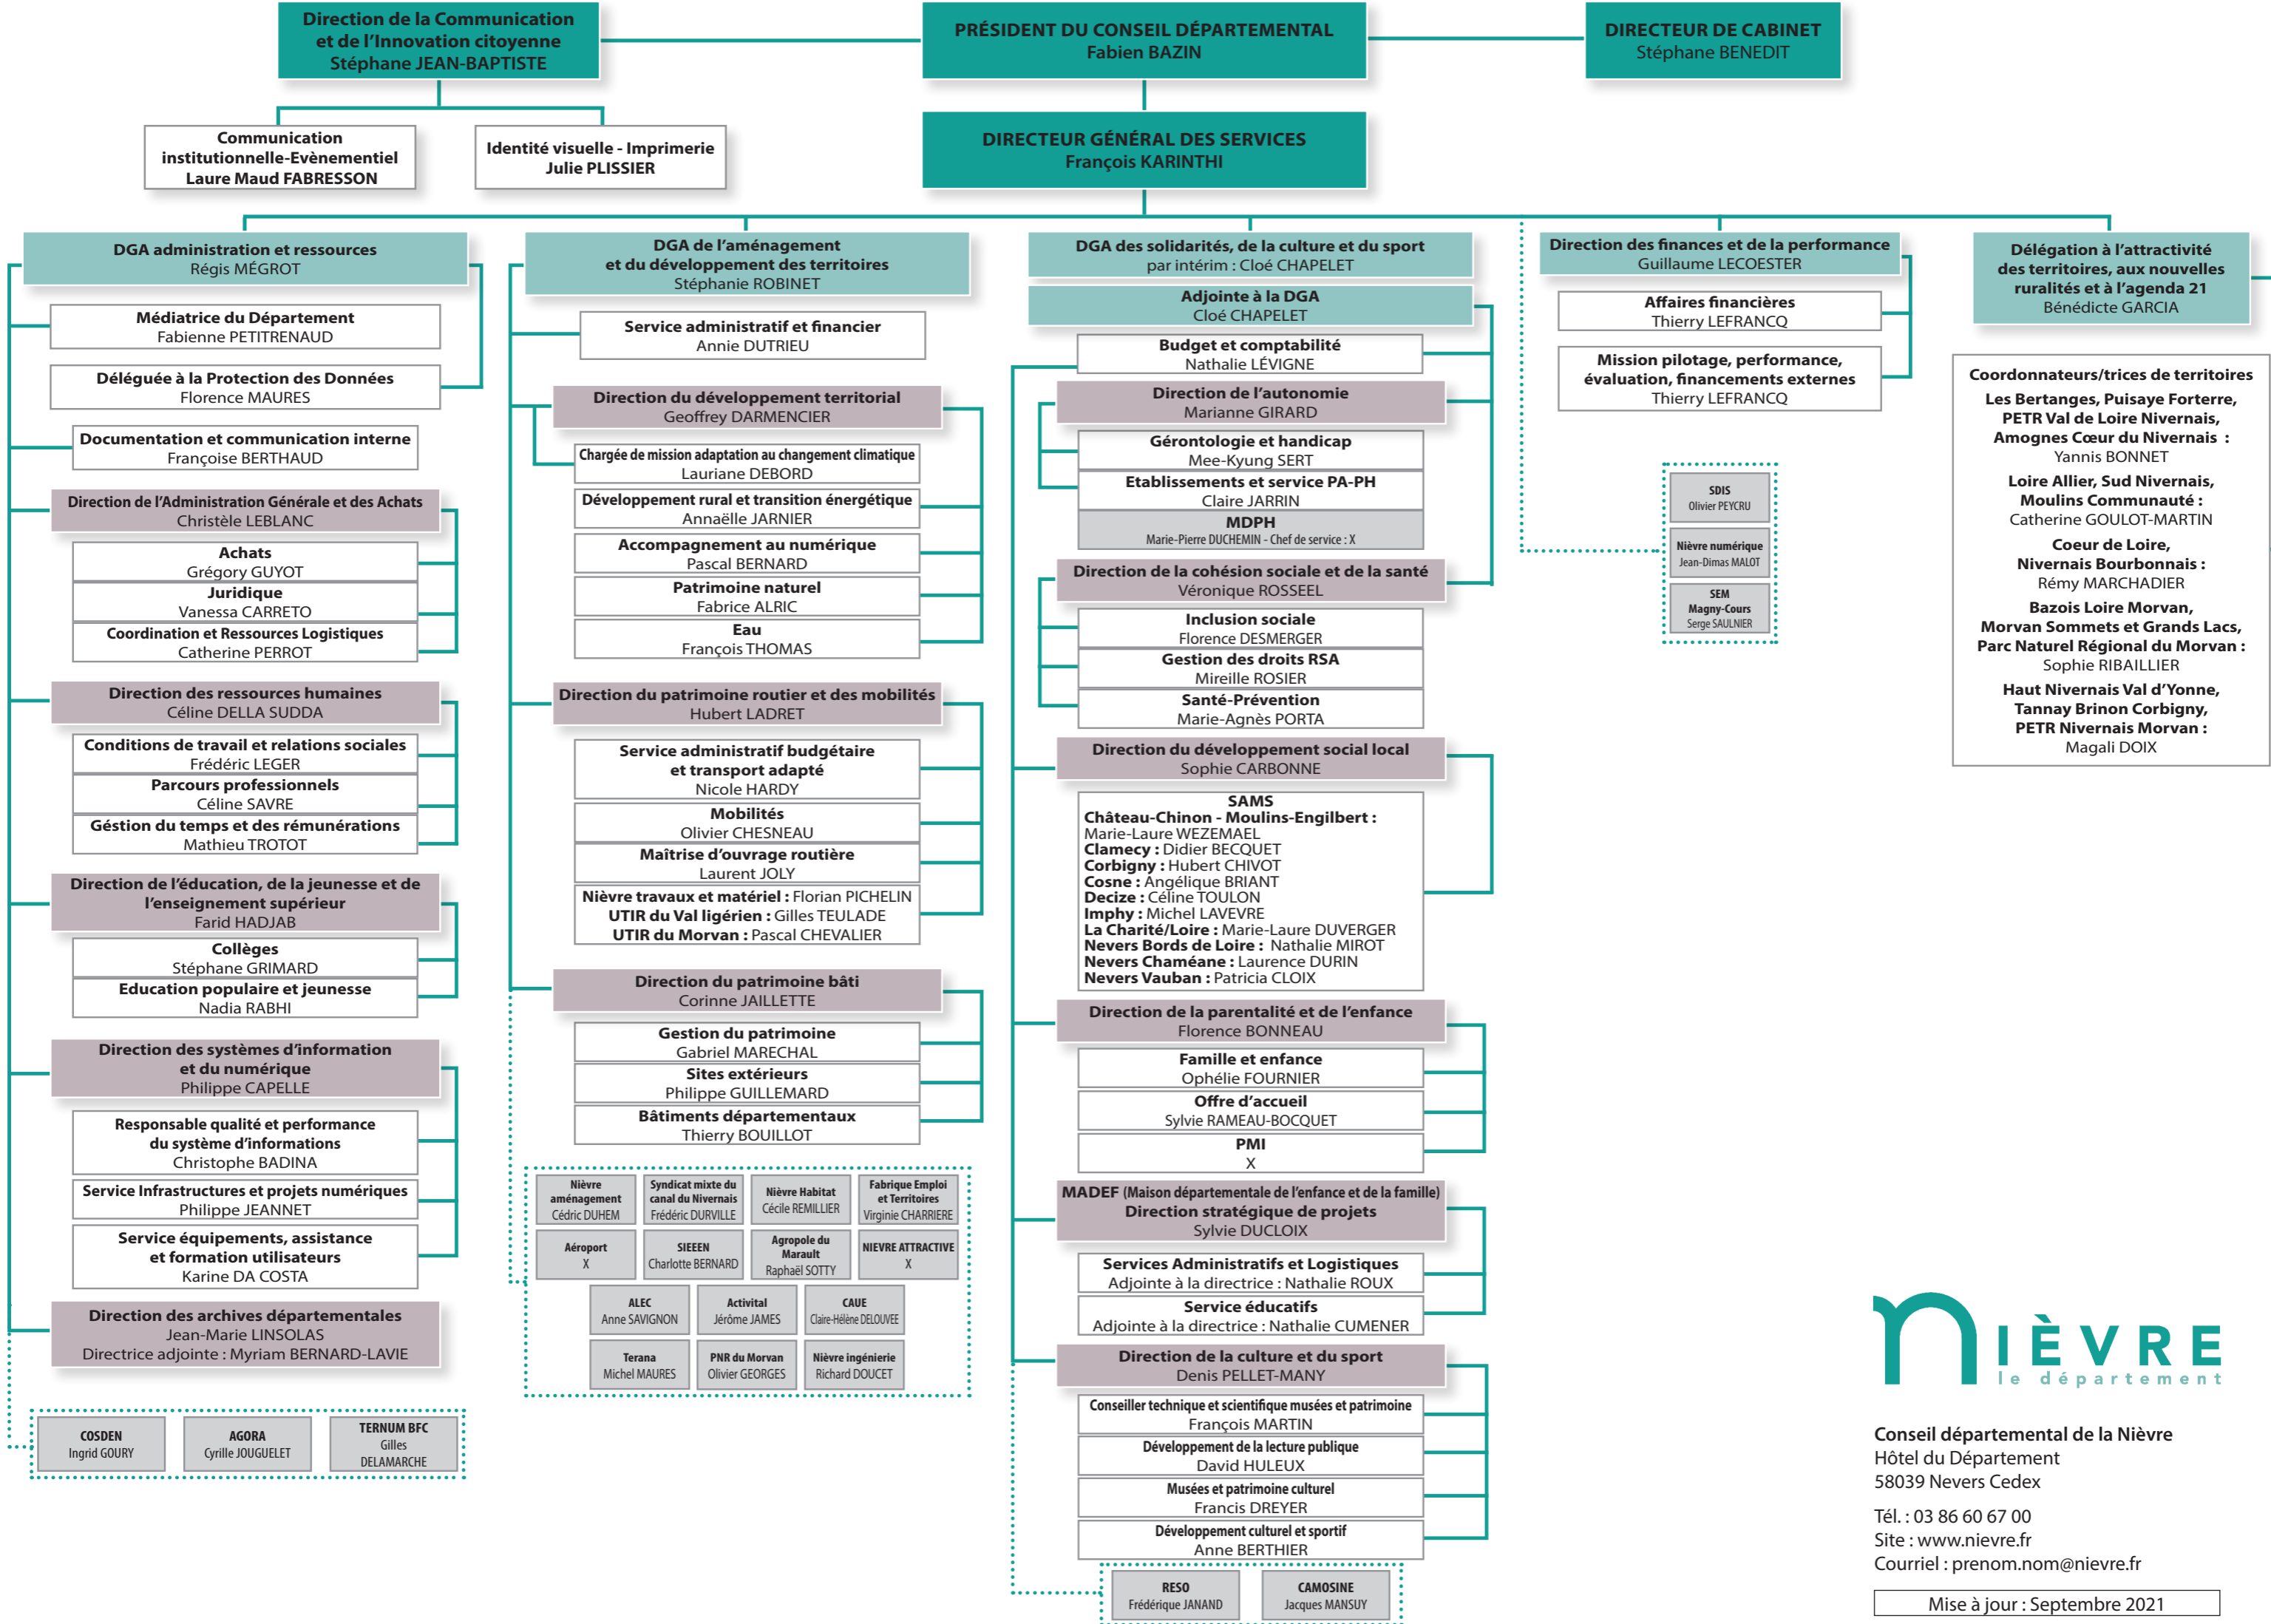 Direction de la Communication
et de l'Innovation citoyenne
Stéphane JEAN-BAPTISTE
PRÉSIDENT DU CONSEIL DÉPARTEMENTAL
Fabien BAZIN
DIRECTEUR DE CABINET
Stéphane BENEDIT
Communication
institutionnelle-Evènementiel
Laure Maud FABRESSON
Identité visuelle - Imprimerie
Julie PLISSIER
DIRECTEUR GÉNÉRAL DES SERVICES
François KARINTHI
DGA administration et ressources
Régis MÉGROT
Médiatrice du Département
Fabienne PETITRENAUD
Déléguée à la Protection des Données
Florence MAURES
Documentation et communication interne
Françoise BERTHAUD
Direction de l'Administration Générale et des Achats
Christèle LEBLANC
Achats
Grégory GUYOT
Juridique
Vanessa CARRETO
Coordination et Ressources Logistiques
Catherine PERROT
Direction des ressources humaines
Céline DELLA SUDDA
Conditions de travail et relations sociales
Frédéric LEGER
Parcours professionnels
Céline SAVRE
Géstion du temps et des rémunérations
Mathieu TROTOT
Direction de l'éducation, de la jeunesse et de
l'enseignement supérieur
Farid HADJAB
Collèges
Stéphane GRIMARD
Education populaire et jeunesse
Nadia RABHI
Direction des systèmes d'information
et du numérique
Philippe CAPELLE
Responsable qualité et performance
du système d'informations
Christophe BADINA
Service Infrastructures et projets numériques
Philippe JEANNET
Service équipements, assistance
et formation utilisateurs
Karine DA COSTA
Direction des archives départementales
Jean-Marie LINSOLAS
Directrice adjointe : Myriam BERNARD-LAVIE
COSDEN
Ingrid GOURY
AGORA
Cyrille JOUGUELET
TERNUM BFC
Gilles
DELAMARCHE
DGA de l'aménagement
et du développement des territoires
Stéphanie ROBINET
Service administratif et financier
Annie DUTRIEU
Direction du développement territorial
Geoffrey DARMENCIER
Chargée de mission adaptation au changement climatique
Lauriane DEBORD
Développement rural et transition énergétique
Annaëlle JARNIER
Accompagnement au numérique
Pascal BERNARD
Patrimoine naturel
Fabrice ALRIC
Eau
François THOMAS
Direction du patrimoine routier et des mobilités
Hubert LADRET
Service administratif budgétaire
et transport adapté
Nicole HARDY
Mobilités
Olivier CHESNEAU
Maîtrise d'ouvrage routière
Laurent JOLY
Nièvre travaux et matériel : Florian PICHELIN
UTIR du Val ligérien : Gilles TEULADE
UTIR du Morvan : Pascal CHEVALIER
Direction du patrimoine bâti
Corinne JAILLETTE
Gestion du patrimoine
Gabriel MARECHAL
Sites extérieurs
Philippe GUILLEMARD
Bâtiments départementaux
Thierry BOUILLOT
Nièvre
aménagement
Cédric DUHEM
Syndicat mixte du
canal du Nivernais
Frédéric DURVILLE
Nièvre Habitat
Cécile REMILLIER
Fabrique Emploi
et Territoires
Virginie CHARRIERE
Aéroport
X
SIEEEN
Charlotte BERNARD
Agropole du
Marault
Raphaël SOTTY
NIEVRE ATTRACTIVE
X
ALEC
Anne SAVIGNON
Activital
Jérôme JAMES
CAUE
Claire-Hélène DELOUVEE
Terana
Michel MAURES
PNR du Morvan
Olivier GEORGES
Nièvre ingénierie
Richard DOUCET
DGA des solidarités, de la culture et du sport
par intérim : Cloé CHAPELET
Adjointe à la DGA
Cloé CHAPELET
Budget et comptabilité
Nathalie LÉVIGNE
Direction de l'autonomie
Marianne GIRARD
Gérontologie et handicap
Mee-Kyung SERT
Etablissements et service PA-PH
Claire JARRIN
MDPH
Marie-Pierre DUCHEMIN - Chef de service : X
Direction de la cohésion sociale et de la santé
Véronique ROSSEEL
Inclusion sociale
Florence DESMERGER
Gestion des droits RSA
Mireille ROSIER
Santé-Prévention
Marie-Agnès PORTA
Direction du développement social local
Sophie CARBONNE
SAMS
Château-Chinon - Moulins-Engilbert :
Marie-Laure WEZEMAEL
Clamecy : Didier BECQUET
Corbigny : Hubert CHIVOT
Cosne : Angélique BRIANT
Decize : Céline TOULON
Imphy : Michel LAVEVRE
La Charité/Loire : Marie-Laure DUVERGER
Nevers Bords de Loire : Nathalie MIROT
Nevers Chaméane : Laurence DURIN
Nevers Vauban : Patricia CLOIX
Direction de la parentalité et de l'enfance
Florence BONNEAU
Famille et enfance
Ophélie FOURNIER
Offre d'accueil
Sylvie RAMEAU-BOCQUET
PMI
X
MADEF (Maison départementale de l'enfance et de la famille)
Direction stratégique de projets
Sylvie DUCLOIX
Services Administratifs et Logistiques
Adjointe à la directrice : Nathalie ROUX
Service éducatifs
Adjointe à la directrice : Nathalie CUMENER
Direction de la culture et du sport
Denis PELLET-MANY
Conseiller technique et scientifique musées et patrimoine
François MARTIN
Développement de la lecture publique
David HULEUX
Musées et patrimoine culturel
Francis DREYER
Développement culturel et sportif
Anne BERTHIER
RESO
Frédérique JANAND
CAMOSINE
Jacques MANSUY
Direction des finances et de la performance
Guillaume LECOESTER
Affaires financières
Thierry LEFRANCQ
Mission pilotage, performance,
évaluation, financements externes
Thierry LEFRANCQ
SDIS
Olivier PEYCRU
Nièvre numérique
Jean-Dimas MALOT
SEM
Magny-Cours
Serge SAULNIER
Délégation à l'attractivité
des territoires, aux nouvelles
ruralités et à l'agenda 21
Bénédicte GARCIA
Coordonnateurs/trices de territoires
Les Bertanges, Puisaye Forterre,
PETR Val de Loire Nivernais,
Amognes Cœur du Nivernais :
Yannis BONNET
Loire Allier, Sud Nivernais,
Moulins Communauté :
Catherine GOULOT-MARTIN
Coeur de Loire,
Nivernais Bourbonnais :
Rémy MARCHADIER
Bazois Loire Morvan,
Morvan Sommets et Grands Lacs,
Parc Naturel Régional du Morvan :
Sophie RIBAILLIER
Haut Nivernais Val d'Yonne,
Tannay Brinon Corbigny,
PETR Nivernais Morvan :
Magali DOIX
nIÈVRE
le département
Conseil départemental de la Nièvre
Hôtel du Département
58039 Nevers Cedex
Tél. : 03 86 60 67 00
Site : www.nievre.fr
Courriel : prenom.nom@nievre.fr
Mise à jour : Septembre 2021